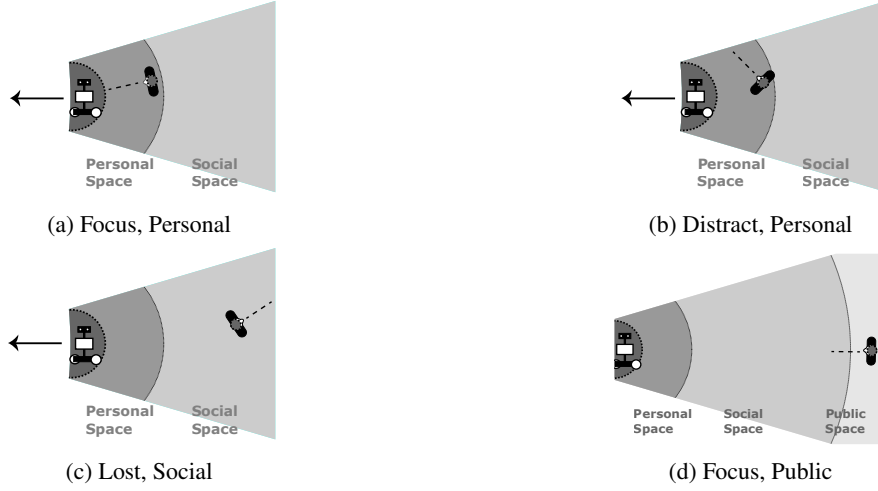 Personal Space
Social Space
(a) Focus, Personal
Personal Space
Social Space
(b) Distract, Personal
Personal Space
Social Space
(c) Lost, Social
Personal Space
Social Space
Public Space
(d) Focus, Public